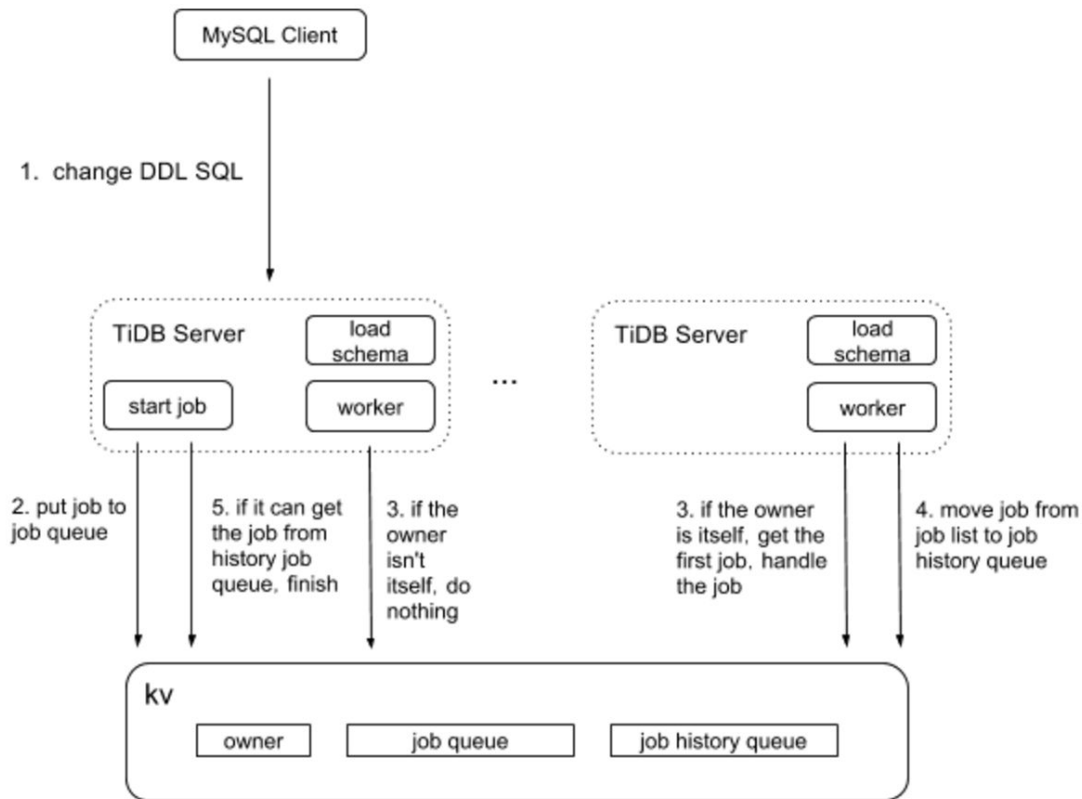 MySQL Client
1. change DDL SQL
TiDB Server
load
schema
start job
worker
...
TiDB Server
load
schema
worker
2. put job to
job queue
5. if it can get
the job from
history job
queue, finish
3. if the
owner
isn't
itself, do
nothing
3. if the owner
is itself, get the
first job, handle
the job
4. move job from
job list to job
history queue
kv
owner
job queue
job history queue